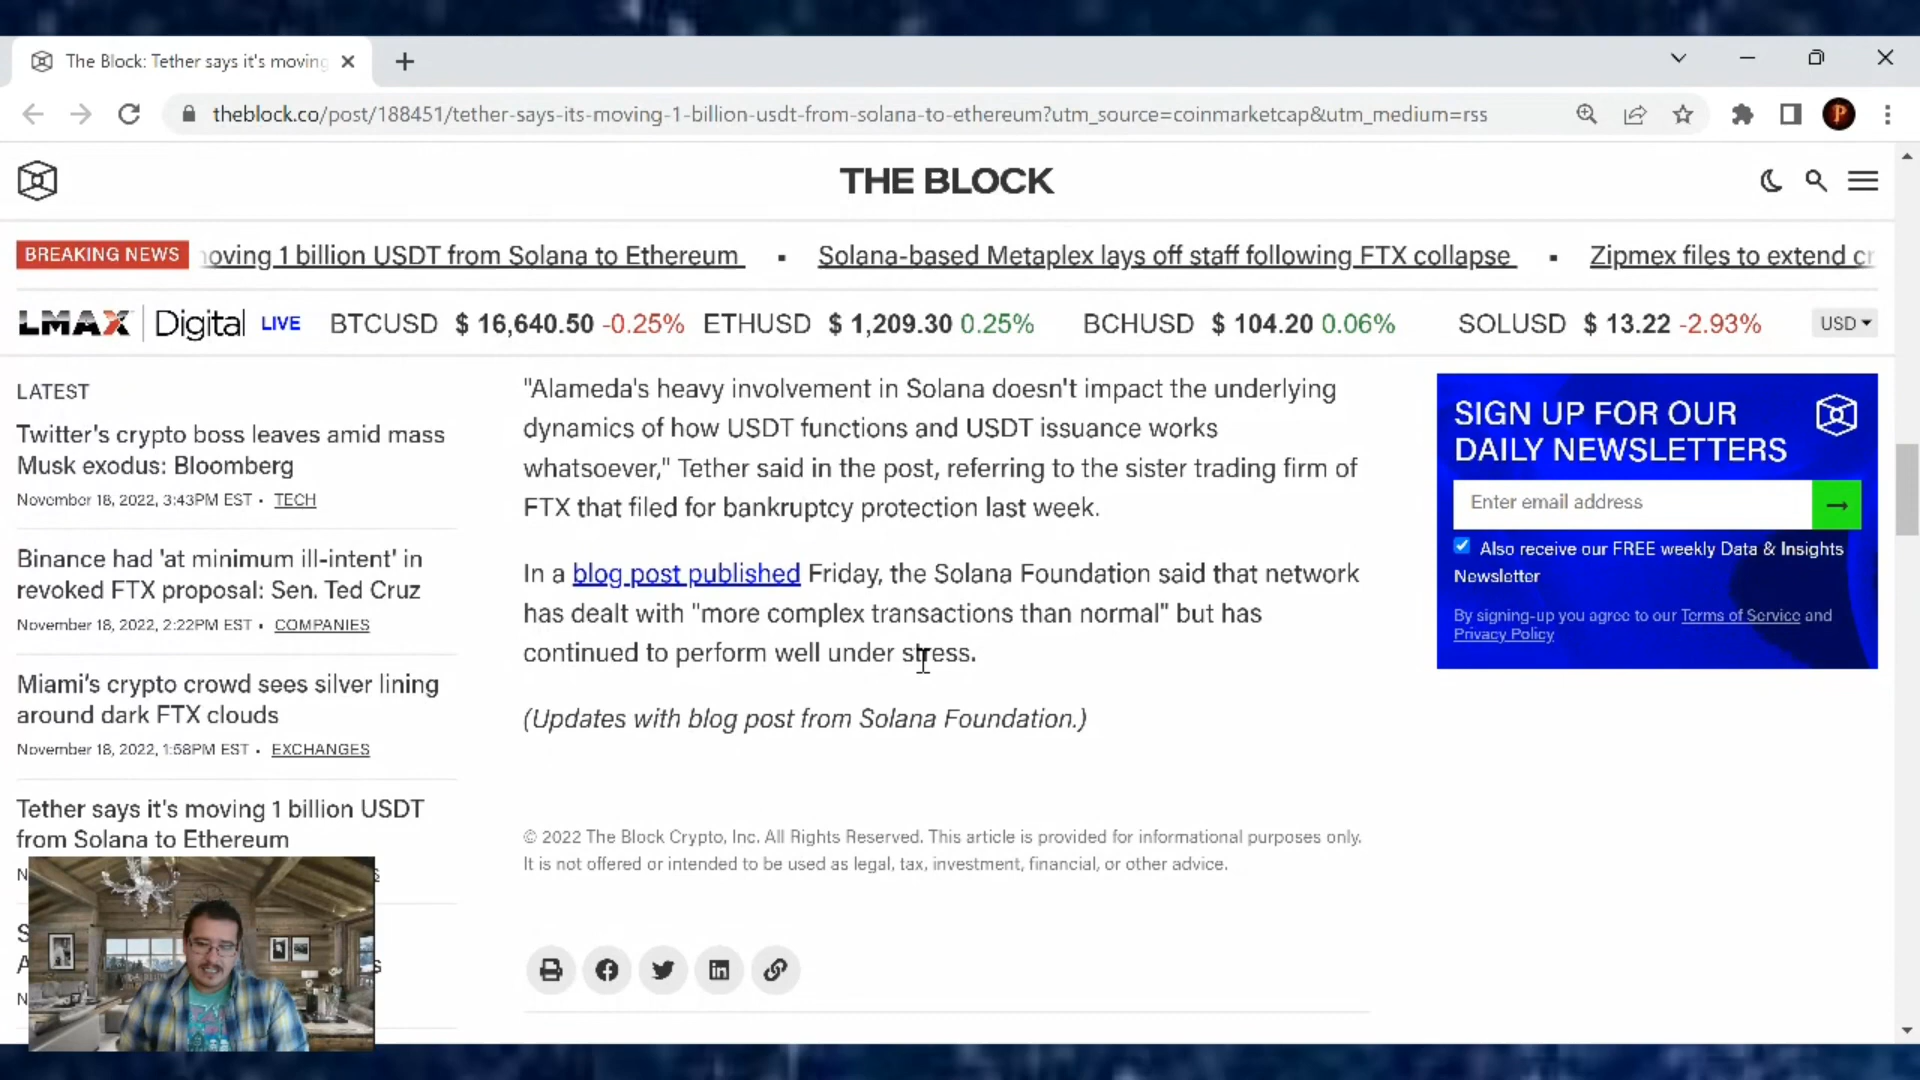 The Block: Tether says it's moving
theblock.co/post/188451/tether-says-its-moving-1-billion-usdt-from-solana-to-ethereum?utm_source=coinmarketcap&utm_medium=rss
P
THE BLOCK
BREAKING NEWS oving 1 billion USDT from Solana to Ethereum ▪ Solana-based Metaplex lays off staff following FTX collapse ▪ Zipmex files to extend cr
LMAX Digital LIVE BTCUSD $ 16,640.50 -0.25% ETHUSD $ 1,209.30 0.25% BCHUSD $ 104.20 0.06% SOLUSD $ 13.22 -2.93% USD
LATEST
Twitter's crypto boss leaves amid mass
Musk exodus: Bloomberg
November 18, 2022, 3:43PM EST • TECH
Binance had 'at minimum ill-intent' in
revoked FTX proposal: Sen. Ted Cruz
November 18, 2022, 2:22PM EST • COMPANIES
Miami's crypto crowd sees silver lining
around dark FTX clouds
November 18, 2022, 1:58PM EST • EXCHANGES
Tether says it's moving 1 billion USDT
from Solana to Ethereum
"Alameda's heavy involvement in Solana doesn't impact the underlying
dynamics of how USDT functions and USDT issuance works
whatsoever," Tether said in the post, referring to the sister trading firm of
FTX that filed for bankruptcy protection last week.
In a blog post published Friday, the Solana Foundation said that network
has dealt with "more complex transactions than normal" but has
continued to perform well under stress.
(Updates with blog post from Solana Foundation.)
© 2022 The Block Crypto, Inc. All Rights Reserved. This article is provided for informational purposes only.
It is not offered or intended to be used as legal, tax, investment, financial, or other advice.
SIGN UP FOR OUR
DAILY NEWSLETTERS
Enter email address
Also receive our FREE weekly Data & Insights
Newsletter
By signing-up you agree to our Terms of Service and
Privacy Policy